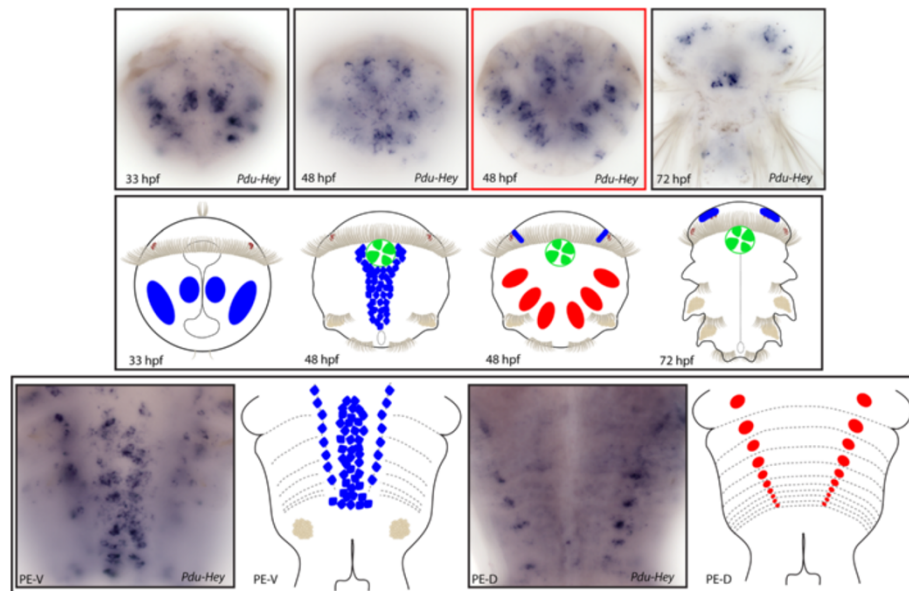 33 hpf Pdu-Hey
48 hpf Pdu-Hey
48 hpf Pdu-Hey
72 hpf Pdu-Hey
33 hpf
48 hpf
48 hpf
72 hpf
PE-V Pdu-Hey
PE-V
PE-D Pdu-Hey
PE-D